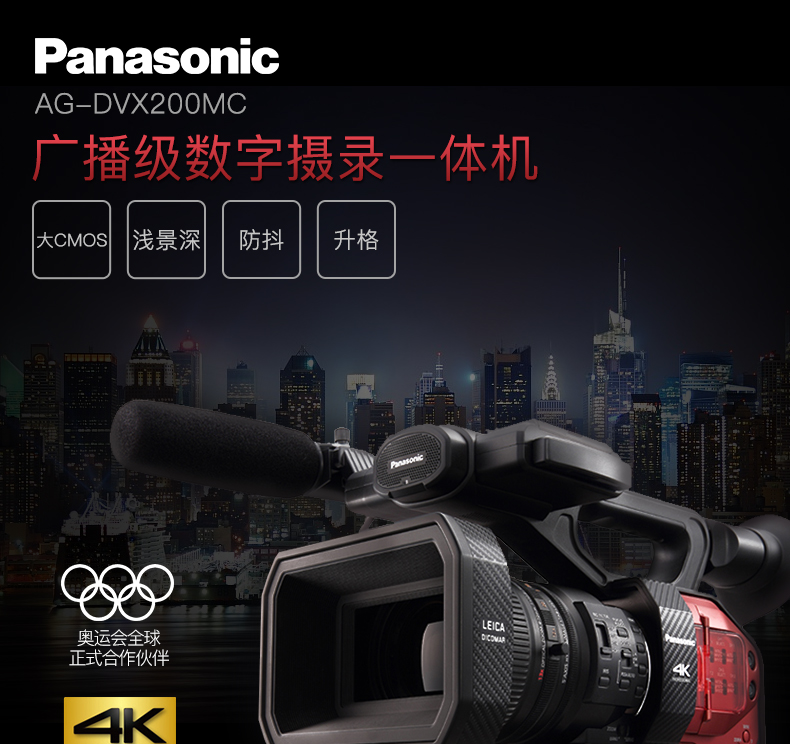 Panasonic
AG-DVX200MC
广播级数字摄录一体机
大CMOS 浅景深 防抖 升格
Panasonic
奥运会全球
正式合作伙伴
LEICA
DICOMAR
Panasonic
4K
4K